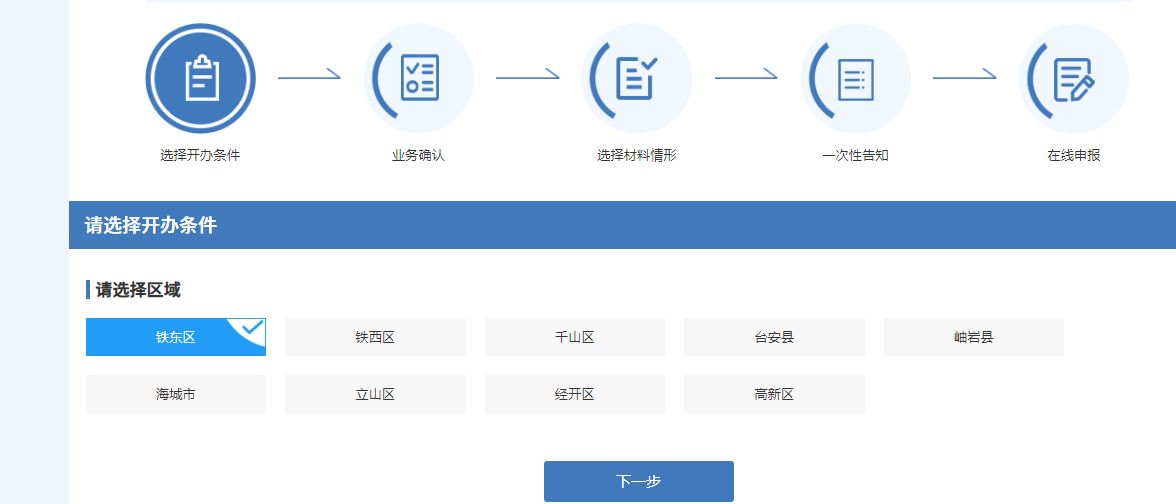 选择开办条件 业务确认 选择材料情形 一次性告知 在线申报
请选择开办条件
请选择区域
铁东区 铁西区 千山区 台安县 岫岩县
海城市 立山区 经开区 高新区
下一步